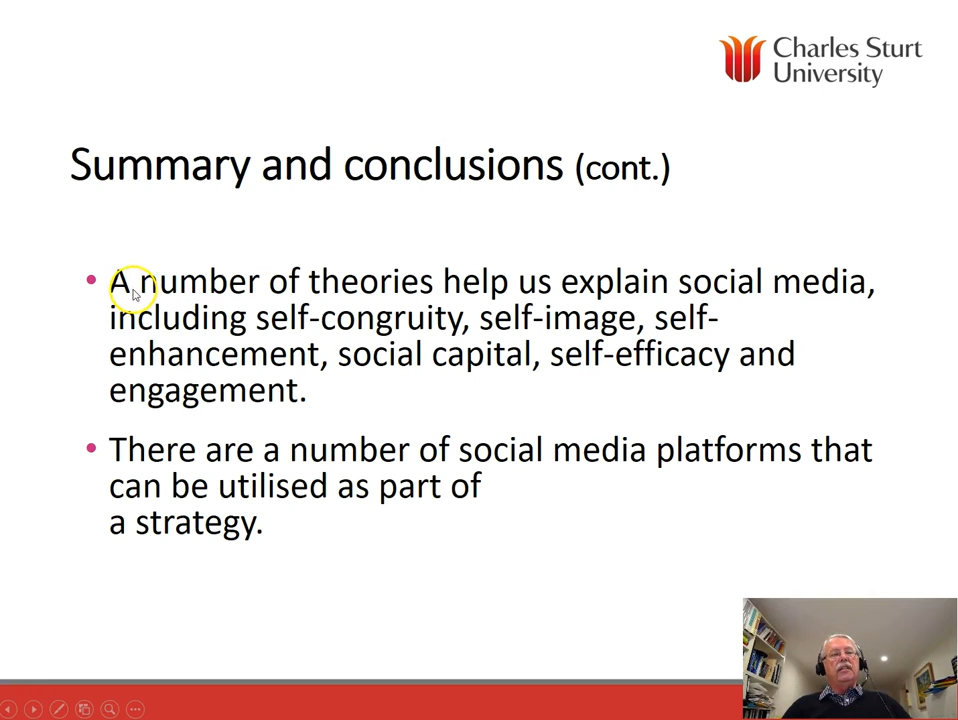 Charles Sturt
University
Summary and conclusions (cont.)
• A number of theories help us explain social media,
including self-congruity, self-image, self-
enhancement, social capital, self-efficacy and
engagement.
• There are a number of social media platforms that
can be utilised as part of
a strategy.